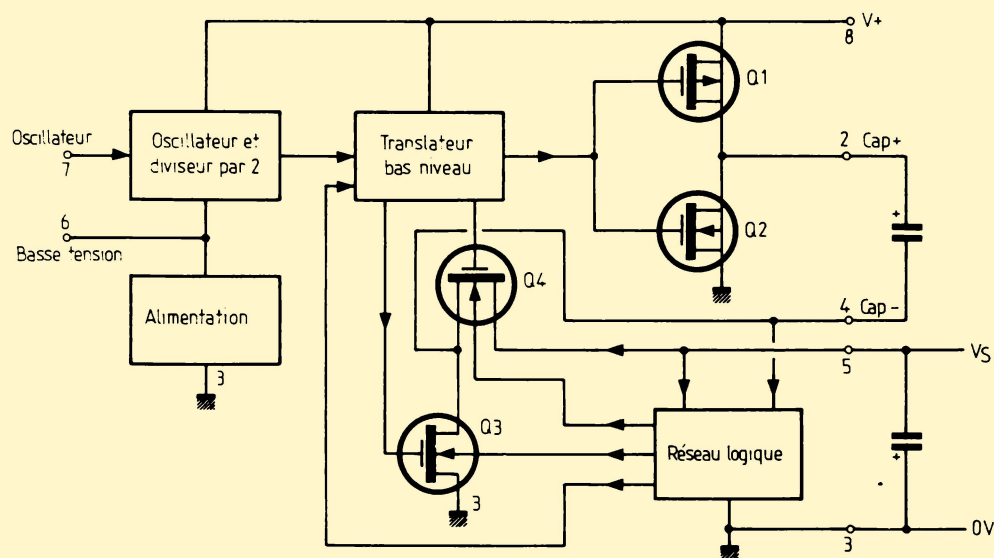 V+
8
Q1
Oscillateur
7
Oscillateur et
diviseur par 2
Translateur
bas niveau
2 Cap+
+
6
Basse tension
Q2
Q4
Alimentation
4 Cap-
3
VS
5
Q3
Réseau logique
+
3
3
0V